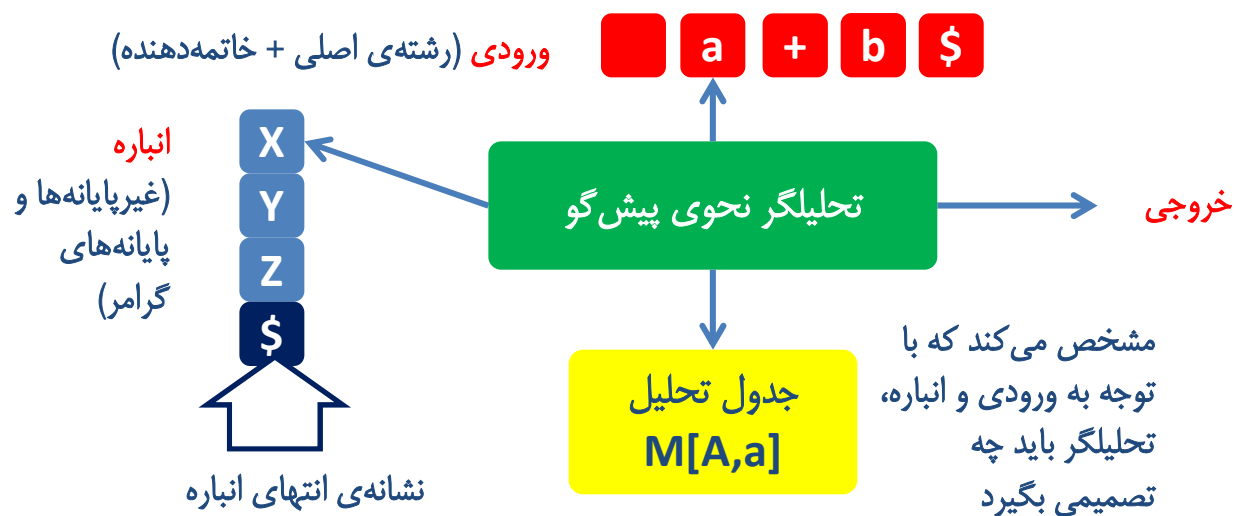 ورودی (رشته‌ی اصلی + خاتمه‌دهنده)
a + b $
انباره
(غیرپایانه‌ها و
پایانه‌های
گرامر)
X
Y
Z
$
نشانه‌ی انتهای انباره
تحلیلگر نحوی پیش‌گو
خروجی
جدول تحلیل
M[A,a]
مشخص می‌کند که با
توجه به ورودی و انباره،
تحلیلگر باید چه
تصمیمی بگیرد